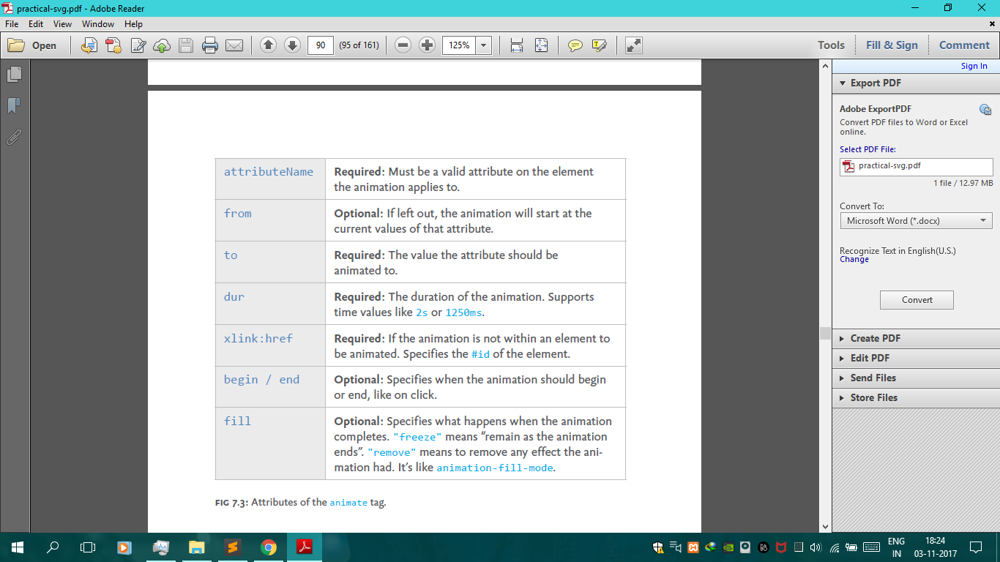 practical-svg.pdf - Adobe Reader
File Edit View Window Help
Open 90 (95 of 161) 125% Tools Fill & Sign Comment
Sign In
Export PDF
Adobe ExportPDF
Convert PDF files to Word or Excel
online.
Select PDF File:
practical-svg.pdf
1 file / 12.97 MB
Convert To:
Microsoft Word (*.docx)
Recognize Text in English(U.S.)
Change
Convert
Create PDF
Edit PDF
Send Files
Store Files
attributeName Required: Must be a valid attribute on the element
the animation applies to.
from Optional: If left out, the animation will start at the
current values of that attribute.
to Required: The value the attribute should be
animated to.
dur Required: The duration of the animation. Supports
time values like 2s or 1250ms.
xlink:href Required: If the animation is not within an element to
be animated. Specifies the #id of the element.
begin / end Optional: Specifies when the animation should begin
or end, like on click.
fill Optional: Specifies what happens when the animation
completes. "freeze" means “remain as the animation
ends”. "remove" means to remove any effect the ani-
mation had. It’s like animation-fill-mode.
FIG 7.3: Attributes of the animate tag.
ENG 18:24
IN 03-11-2017